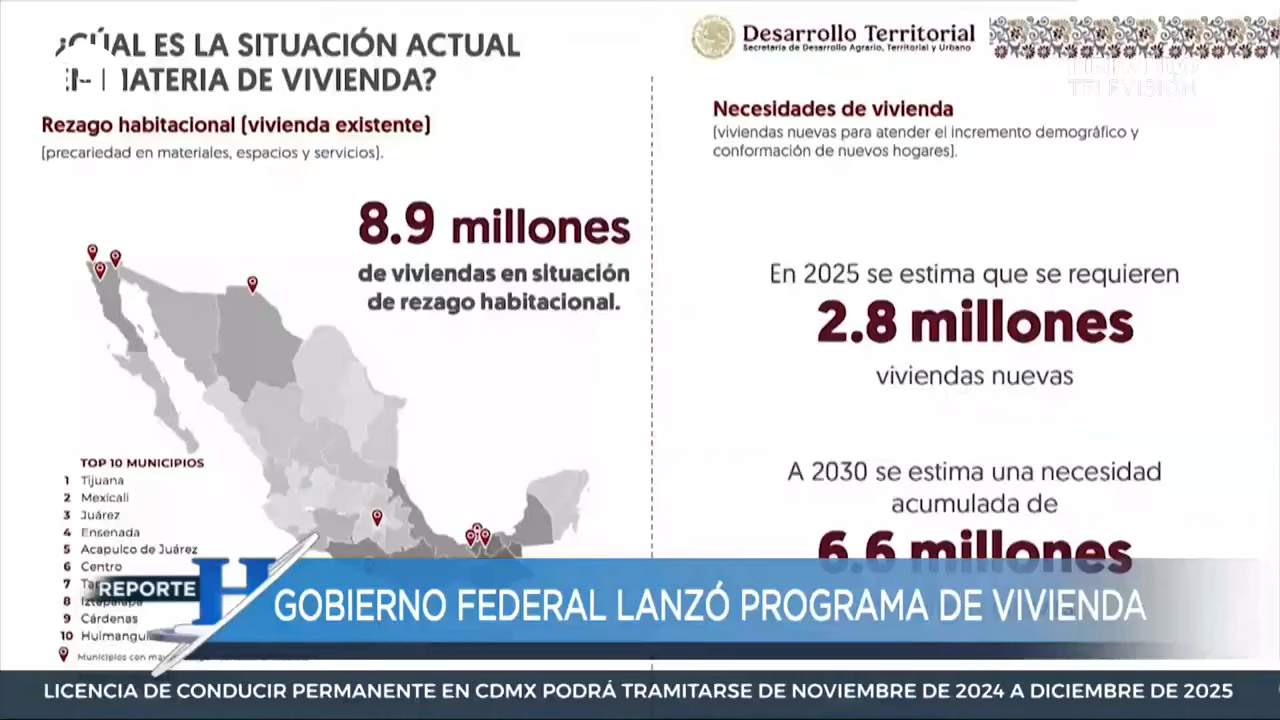 ¿CÚAL ES LA SITUACIÓN ACTUAL
MATERIA DE VIVIENDA?
Rezago habitacional (vivienda existente)
(precariedad en materiales, espacios y servicios).
8.9 millones
de viviendas en situación
de rezago habitacional.
TOP 10 MUNICIPIOS
1 Tijuana
2 Mexicali
3 Juárez
4 Ensenada
5 Acapulco de Juárez
6 Centro
7
8 Iztapalapa
9 Cárdenas
10
Municipios con
Desarrollo Territorial
Secretaría de Desarrollo Agrario, Territorial y Urbano
TELEVISIÓN
Necesidades de vivienda
(viviendas nuevas para atender el incremento demográfico y
conformación de nuevos hogares).
En 2025 se estima que se requieren
2.8 millones
viviendas nuevas
A 2030 se estima una necesidad
acumulada de
6.6 millones
REPORTE H
GOBIERNO FEDERAL LANZÓ PROGRAMA DE VIVIENDA
LICENCIA DE CONDUCIR PERMANENTE EN CDMX PODRÁ TRAMITARSE DE NOVIEMBRE DE 2024 A DICIEMBRE DE 2025